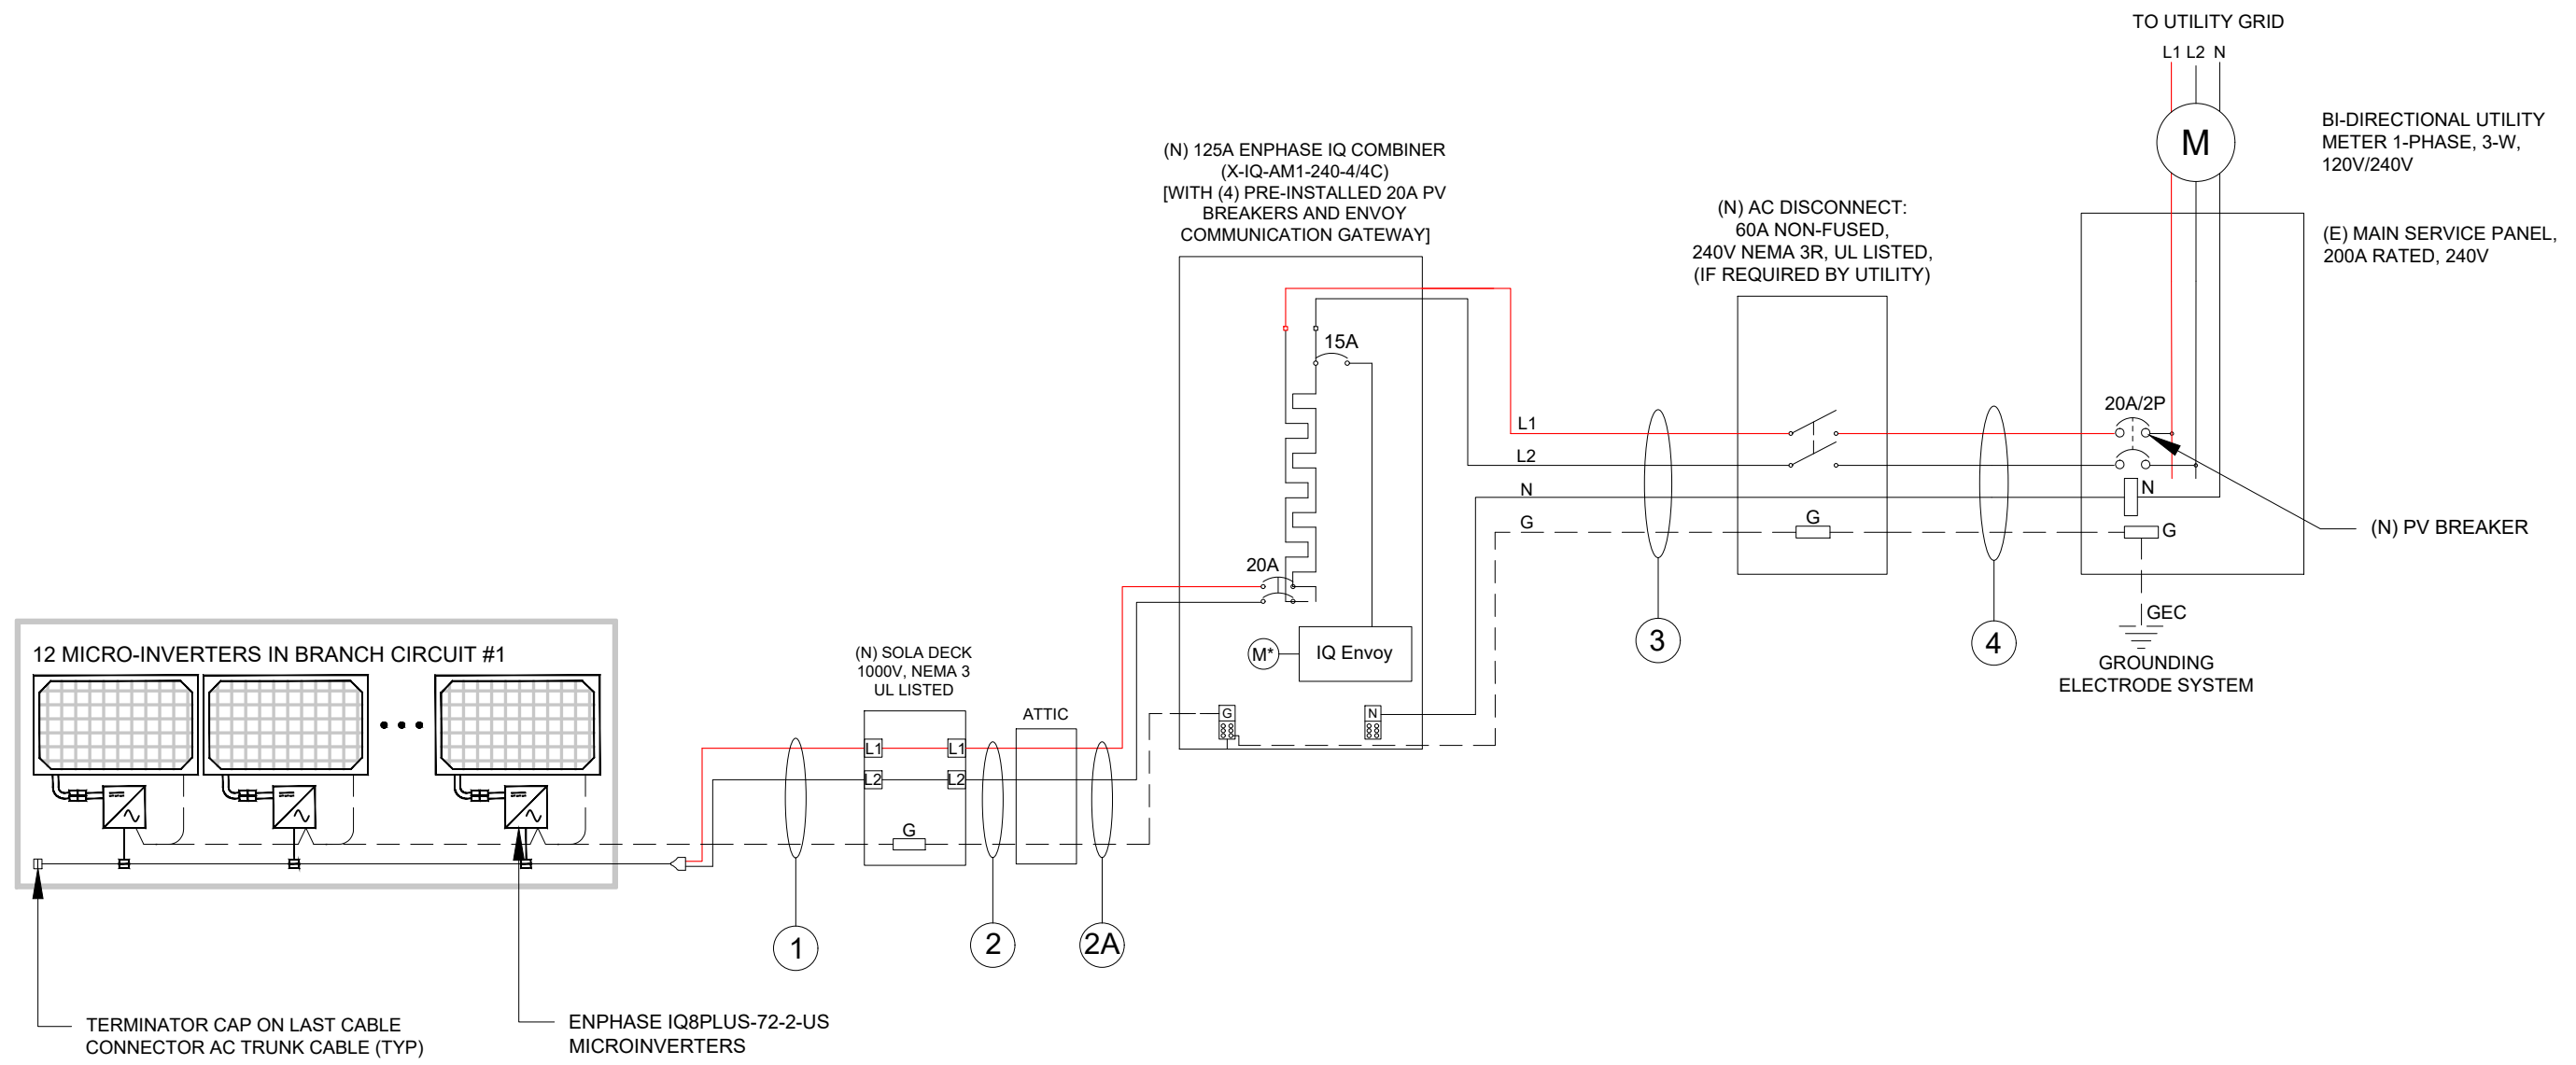 TO UTILITY GRID
L1 L2 N
M
BI-DIRECTIONAL UTILITY
METER 1-PHASE, 3-W,
120V/240V
(E) MAIN SERVICE PANEL,
200A RATED, 240V
(N) 125A ENPHASE IQ COMBINER
(X-IQ-AM1-240-4/4C)
[WITH (4) PRE-INSTALLED 20A PV
BREAKERS AND ENVOY
COMMUNICATION GATEWAY]
(N) AC DISCONNECT:
60A NON-FUSED,
240V NEMA 3R, UL LISTED,
(IF REQUIRED BY UTILITY)
15A
20A
M*
IQ Envoy
G
N
L1
L2
N
G
3
G
4
20A/2P
N
G
(N) PV BREAKER
GEC
GROUNDING
ELECTRODE SYSTEM
12 MICRO-INVERTERS IN BRANCH CIRCUIT #1
(N) SOLA DECK
1000V, NEMA 3
UL LISTED
L1 L1
L2 L2
G
ATTIC
1
2
2A
TERMINATOR CAP ON LAST CABLE
CONNECTOR AC TRUNK CABLE (TYP)
ENPHASE IQ8PLUS-72-2-US
MICROINVERTERS